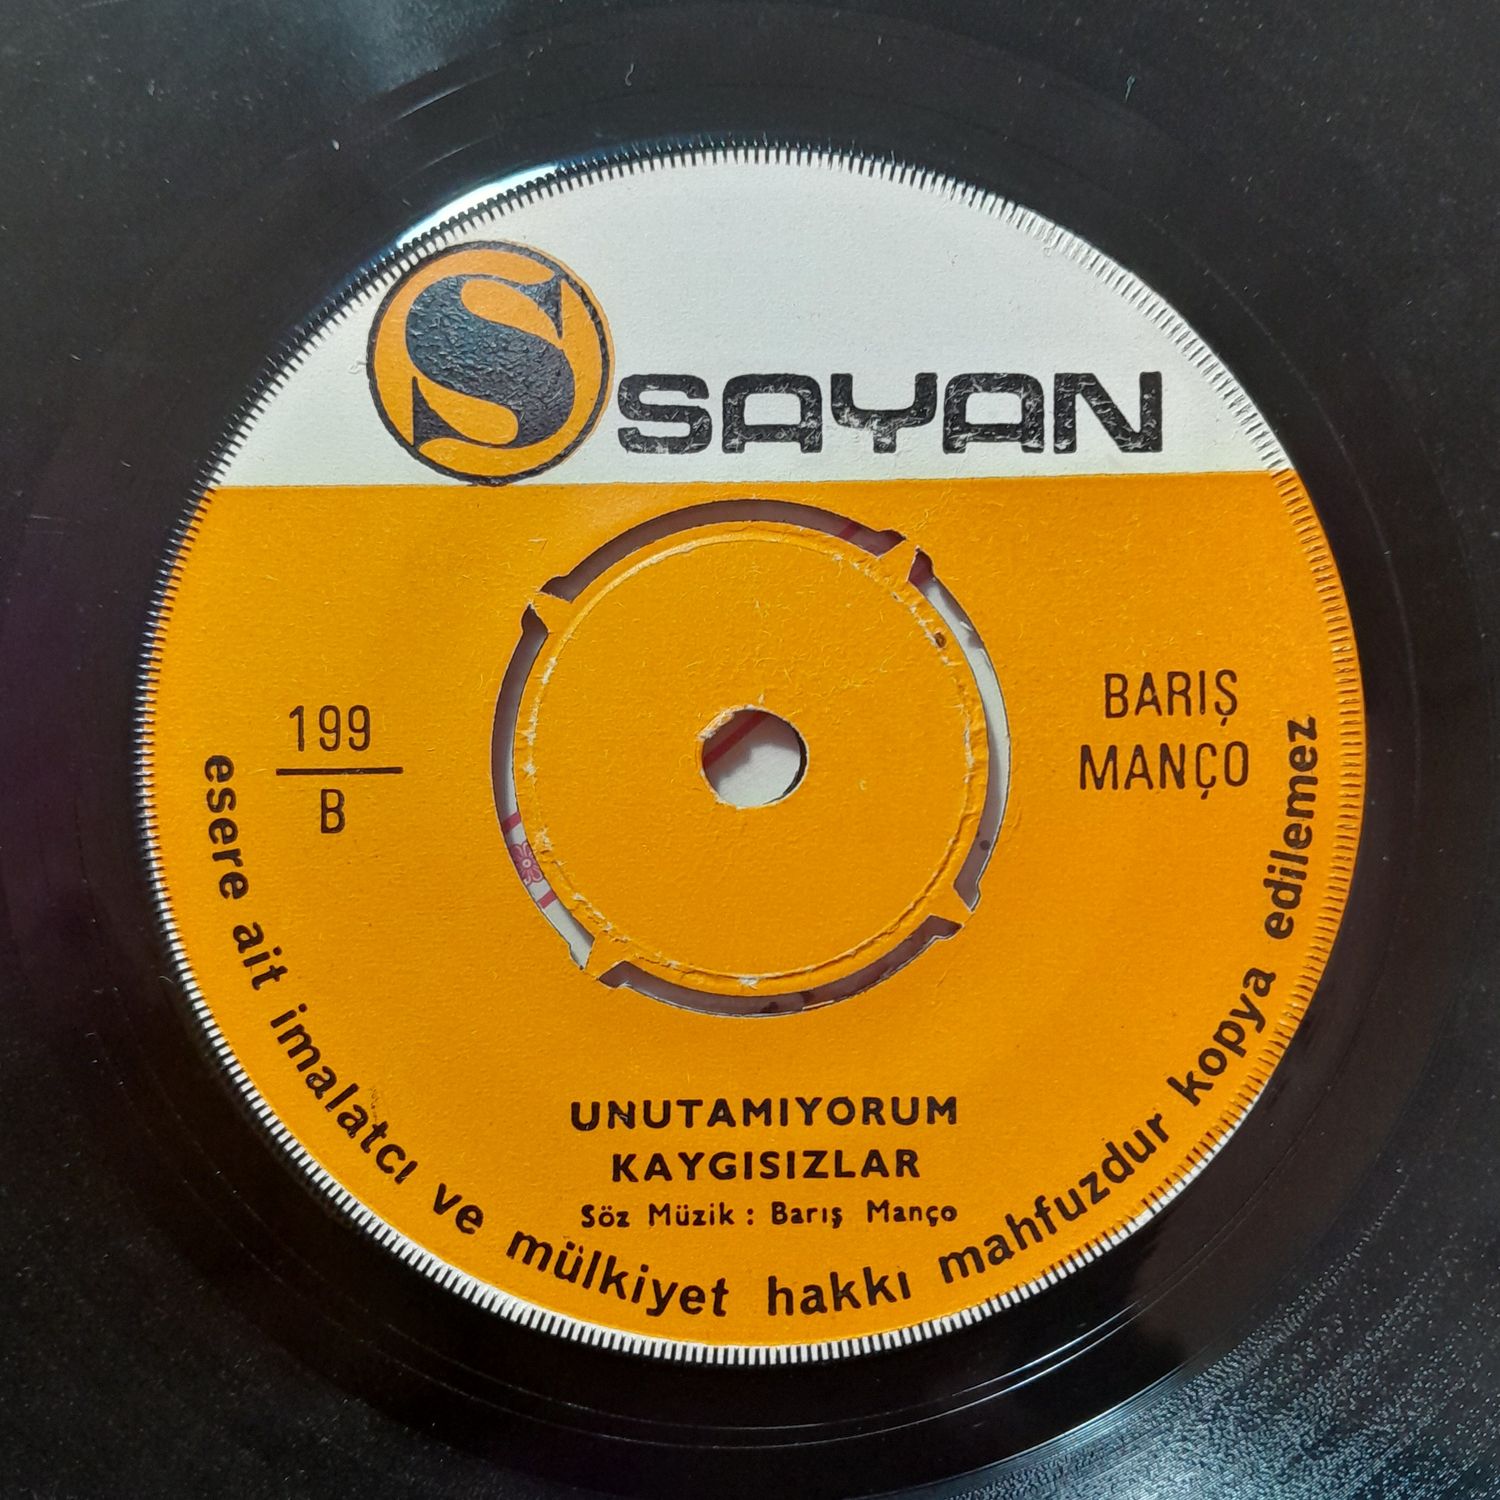 S SAYAN
199
B
BARIŞ
MANÇO
UNUTAMIYORUM
KAYGISIZLAR
Söz Müzik : Barış Manço
esere ait imalatcı ve mülkiyet hakkı mahfuzdur kopya edilemez